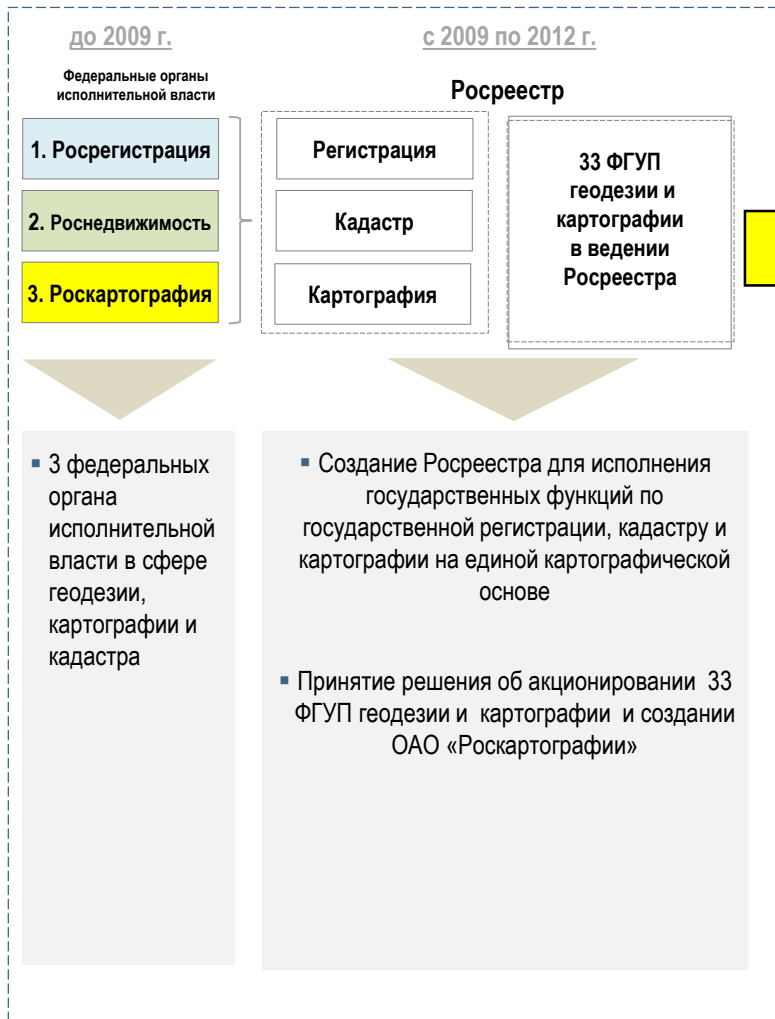 до 2009 г.
с 2009 по 2012 г.
Федеральные органы
исполнительной власти
Росреестр
1. Росрегистрация
2. Роснедвижимость
3. Роскартография
Регистрация
Кадастр
Картография
33 ФГУП
геодезии и
картографии
в ведении
Росреестра
▪ 3 федеральных
органа
исполнительной
власти в сфере
геодезии,
картографии и
кадастра
▪ Создание Росреестра для исполнения
государственных функций по
государственной регистрации, кадастру и
картографии на единой картографической
основе
▪ Принятие решения об акционировании 33
ФГУП геодезии и картографии и создании
ОАО «Роскартографии»